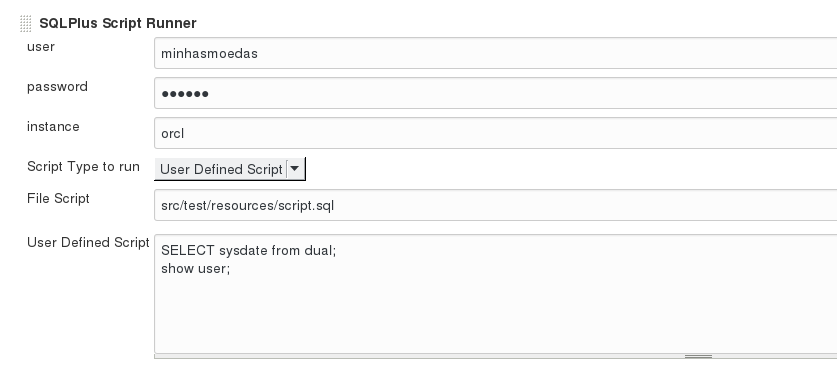 SQLPlus Script Runner
user
minhasmoedas
password
••••••
instance
orcl
Script Type to run
User Defined Script
File Script
src/test/resources/script.sql
User Defined Script
SELECT sysdate from dual;
show user;